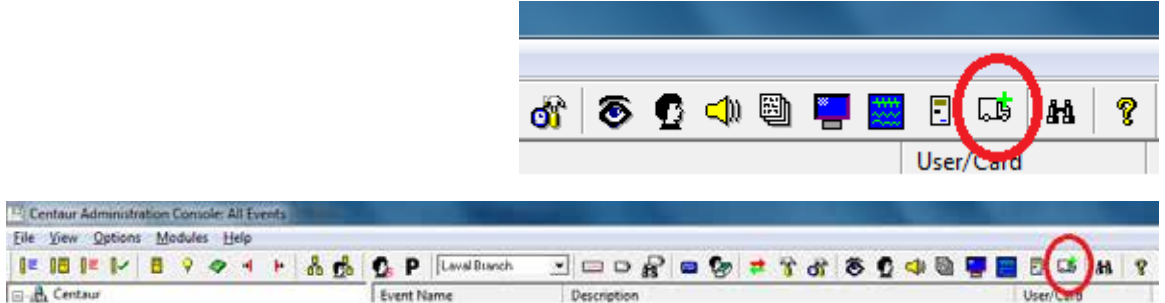 User/Card
Centaur Administration Console: All Events
File View Options Modules Help
P Laval Branch
Centaur Event Name Description User/Card